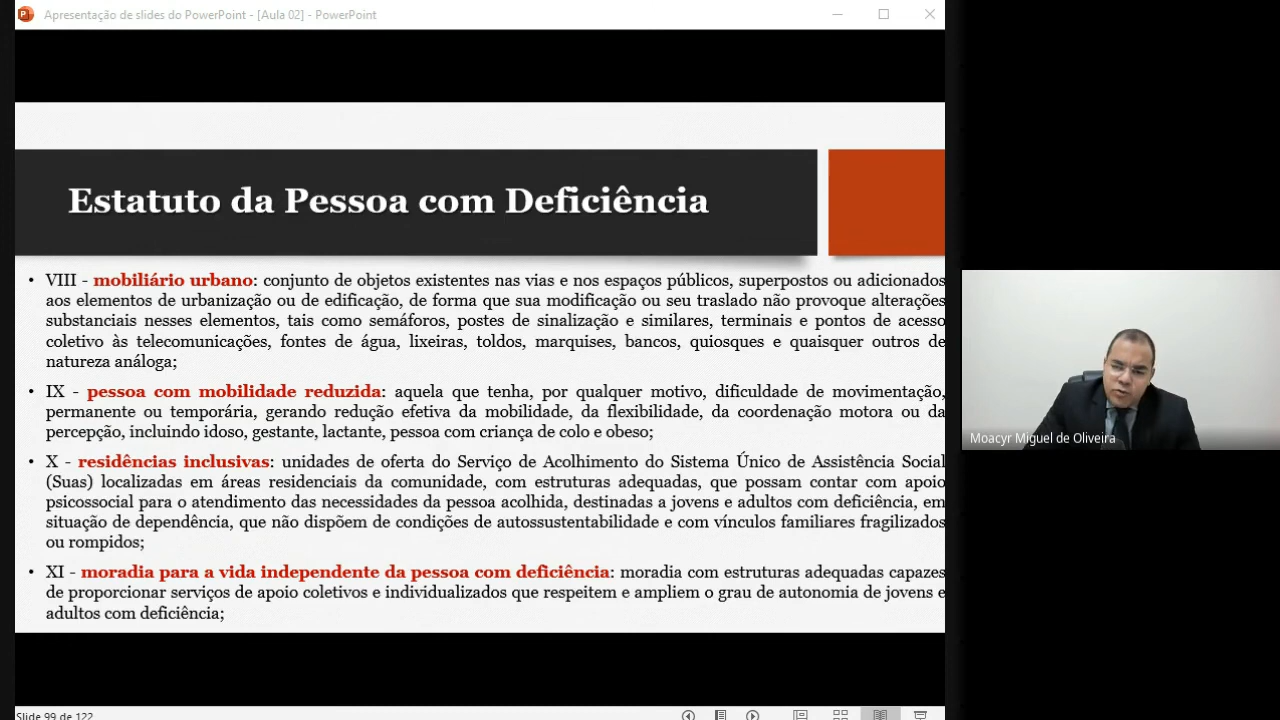 Apresentação de slides do PowerPoint - [Aula 02] - PowerPoint
Estatuto da Pessoa com Deficiência
• VIII - mobiliário urbano: conjunto de objetos existentes nas vias e nos espaços públicos, superpostos ou adicionados
aos elementos de urbanização ou de edificação, de forma que sua modificação ou seu traslado não provoque alterações
substanciais nesses elementos, tais como semáforos, postes de sinalização e similares, terminais e pontos de acesso
coletivo às telecomunicações, fontes de água, lixeiras, toldos, marquises, bancos, quiosques e quaisquer outros de
natureza análoga;
• IX - pessoa com mobilidade reduzida: aquela que tenha, por qualquer motivo, dificuldade de movimentação,
permanente ou temporária, gerando redução efetiva da mobilidade, da flexibilidade, da coordenação motora ou da
percepção, incluindo idoso, gestante, lactante, pessoa com criança de colo e obeso;
• X - residências inclusivas: unidades de oferta do Serviço de Acolhimento do Sistema Único de Assistência Social
(Suas) localizadas em áreas residenciais da comunidade, com estruturas adequadas, que possam contar com apoio
psicossocial para o atendimento das necessidades da pessoa acolhida, destinadas a jovens e adultos com deficiência, em
situação de dependência, que não dispõem de condições de autossustentabilidade e com vínculos familiares fragilizados
ou rompidos;
• XI - moradia para a vida independente da pessoa com deficiência: moradia com estruturas adequadas capazes
de proporcionar serviços de apoio coletivos e individualizados que respeitem e ampliem o grau de autonomia de jovens e
adultos com deficiência;
Moacyr Miguel de Oliveira
Slide 99 de 122